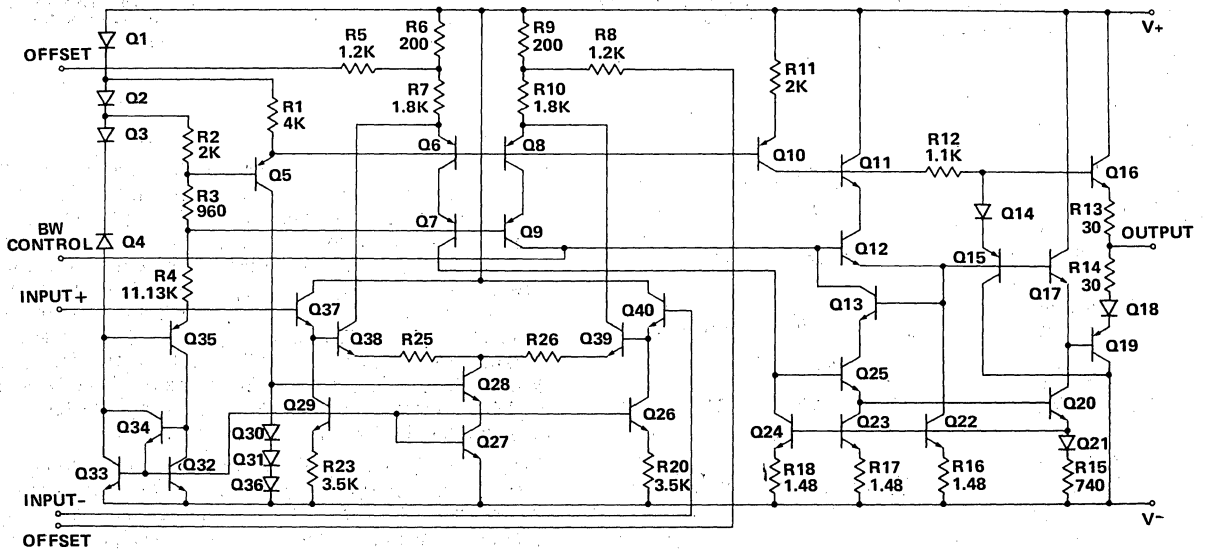 V+
Q1
OFFSET
R5
1.2K
R6
200
R9
200
R8
1.2K
Q2
R1
4K
R7
1.8K
R10
1.8K
R11
2K
Q3
R2
2K
Q6
Q8
Q10
Q11
R12
1.1K
Q16
Q5
R3
960
Q14
R13
30
BW
CONTROL
Q4
Q7
Q9
Q12
Q15
OUTPUT
R4
11.13K
Q17
R14
30
INPUT+
Q37
Q40
Q13
Q18
Q35
Q38
R25
R26
Q39
Q19
Q28
Q25
Q29
Q26
Q20
Q34
Q30
Q27
Q24
Q23
Q22
Q21
Q33
Q32
Q31
R23
3.5K
R20
3.5K
R18
1.48
R17
1.48
R16
1.48
R15
740
Q36
INPUT-
V-
OFFSET